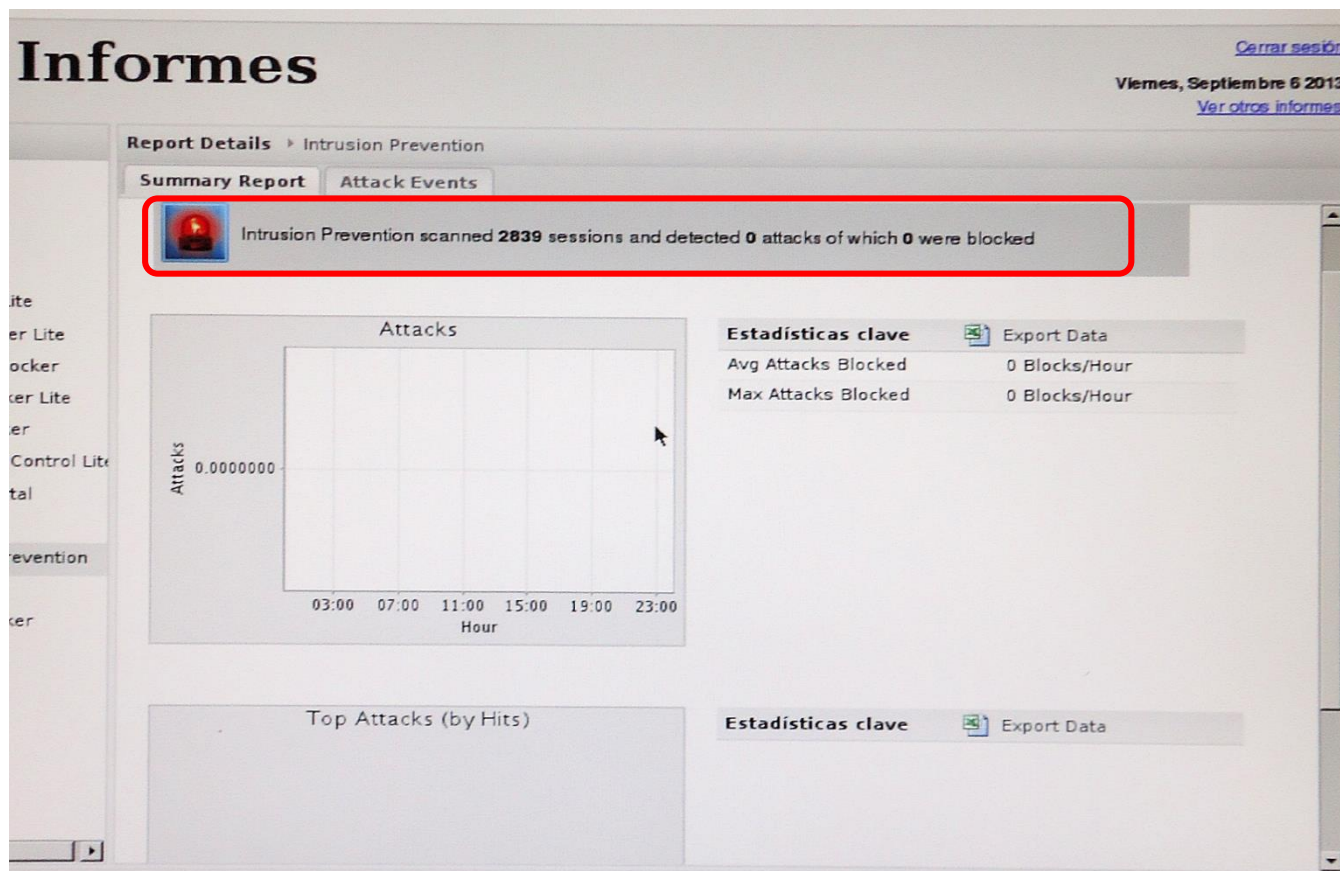 Informes
Cerrar sesión
Viernes, Septiembre 6 2013
Ver otros informes
Report Details Intrusion Prevention
Summary Report Attack Events
Intrusion Prevention scanned 2839 sessions and detected 0 attacks of which 0 were blocked
ite
er Lite
ocker
er Lite
er
Control Lite
tal
evention
ker
Attacks
Attacks
0.0000000
03:00 07:00 11:00 15:00 19:00 23:00
Hour
Estadísticas clave Export Data
Avg Attacks Blocked 0 Blocks/Hour
Max Attacks Blocked 0 Blocks/Hour
Top Attacks (by Hits)
Estadísticas clave Export Data